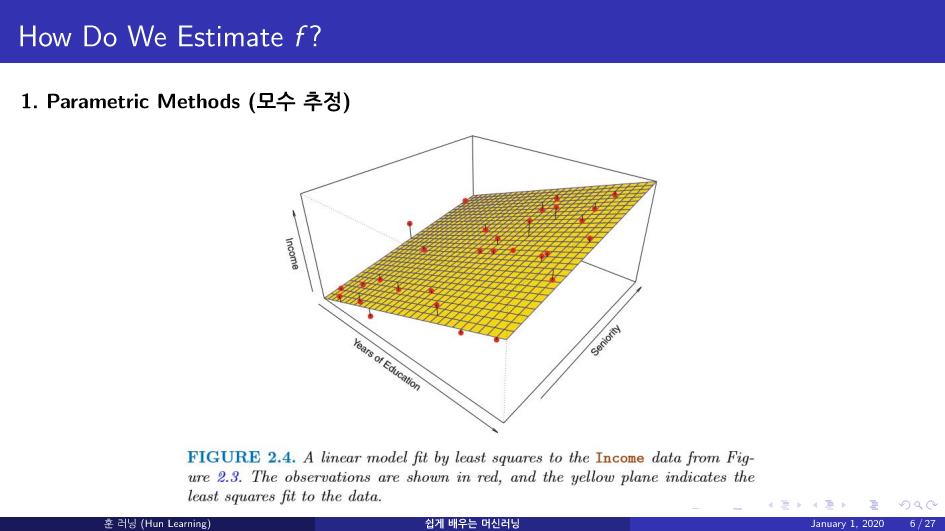 How Do We Estimate f?
1. Parametric Methods (모수 추정)
Income
Years of Education
Seniority
FIGURE 2.4. A linear model fit by least squares to the Income data from Fig-
ure 2.3. The observations are shown in red, and the yellow plane indicates the
least squares fit to the data.
훈 러닝 (Hun Learning)
쉽게 배우는 머신러닝
January 1, 2020
6 / 27